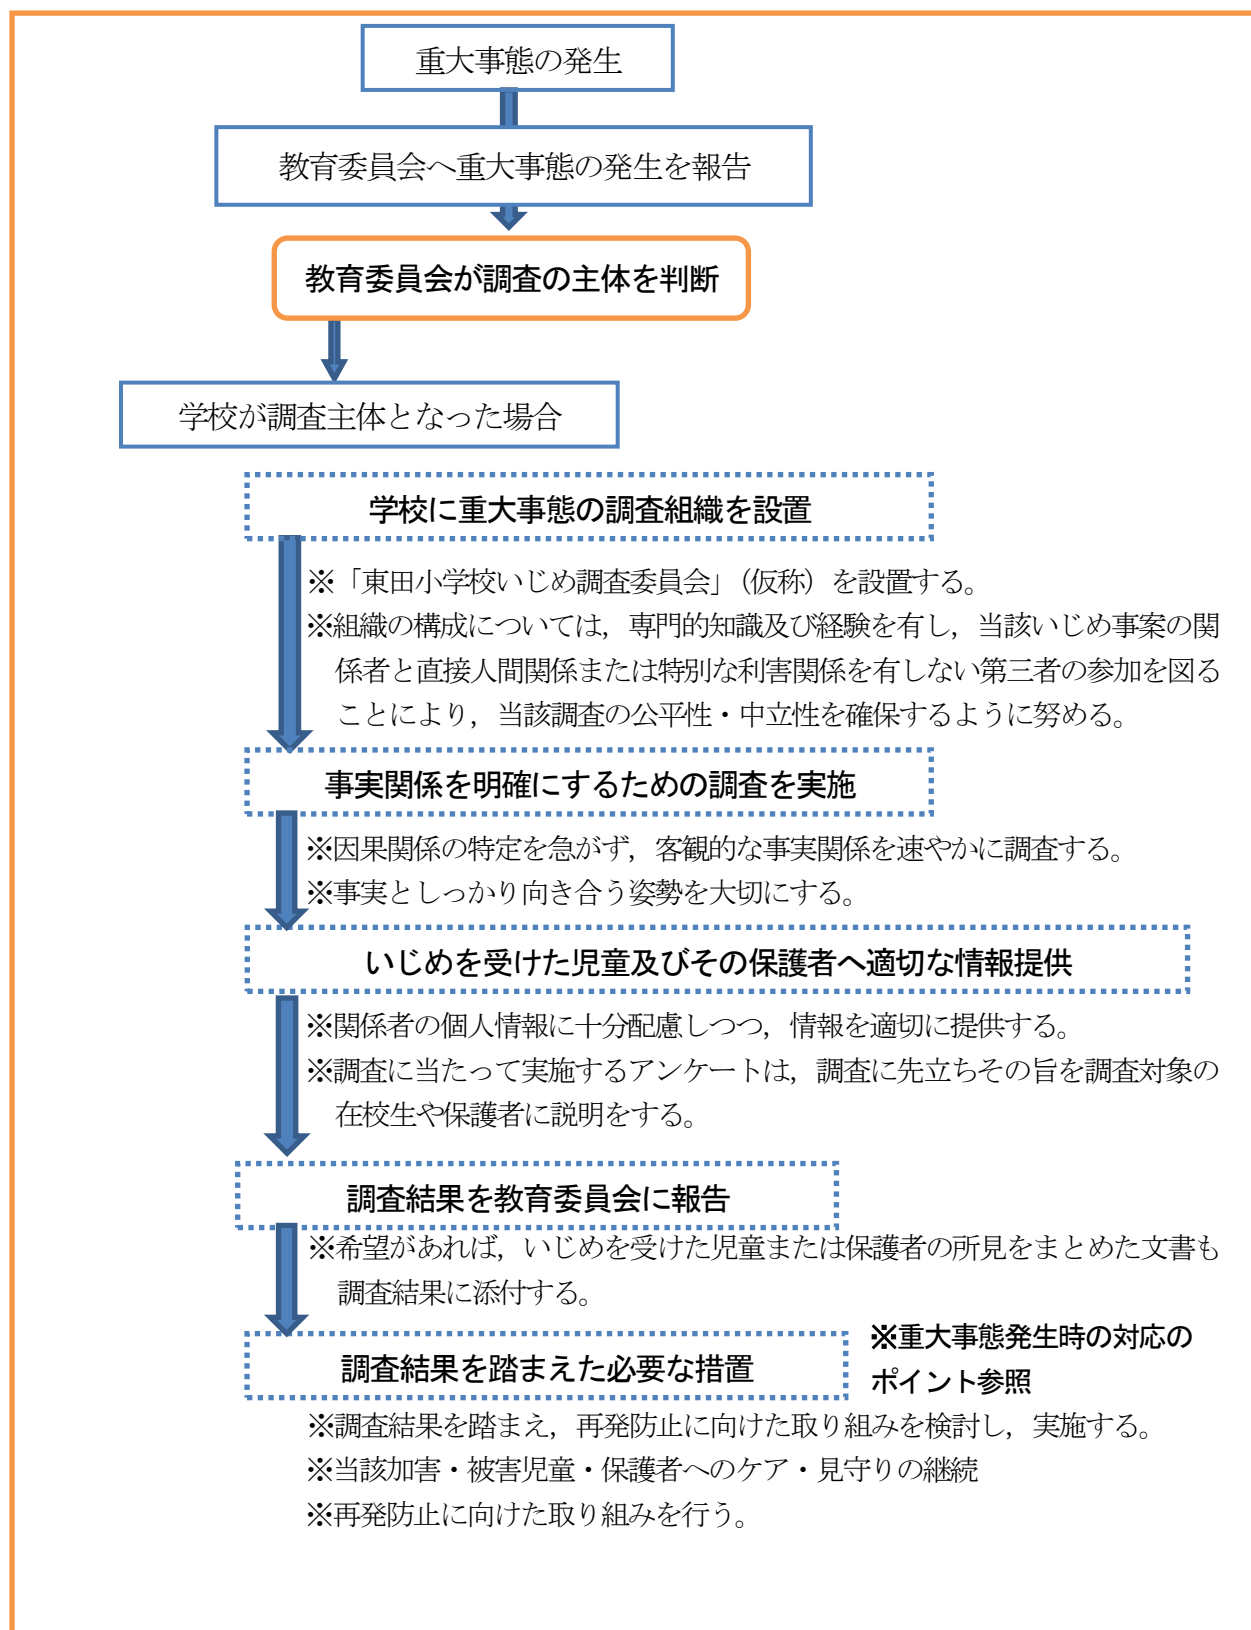 重大事態の発生
教育委員会へ重大事態の発生を報告
教育委員会が調査の主体を判断
学校が調査主体となった場合
学校に重大事態の調査組織を設置
※「東田小学校いじめ調査委員会」（仮称）を設置する。
※組織の構成については，専門的知識及び経験を有し，当該いじめ事案の関
係者と直接人間関係または特別な利害関係を有しない第三者の参加を図る
ことにより，当該調査の公平性・中立性を確保するように努める。
事実関係を明確にするための調査を実施
※因果関係の特定を急がず，客観的な事実関係を速やかに調査する。
※事実としっかり向き合う姿勢を大切にする。
いじめを受けた児童及びその保護者へ適切な情報提供
※関係者の個人情報に十分配慮しつつ，情報を適切に提供する。
※調査に当たって実施するアンケートは，調査に先立ちその旨を調査対象の
在校生や保護者に説明をする。
調査結果を教育委員会に報告
※希望があれば，いじめを受けた児童または保護者の所見をまとめた文書も
調査結果に添付する。
調査結果を踏まえた必要な措置
※重大事態発生時の対応の
ポイント参照
※調査結果を踏まえ，再発防止に向けた取り組みを検討し，実施する。
※当該加害・被害児童・保護者へのケア・見守りの継続
※再発防止に向けた取り組みを行う。